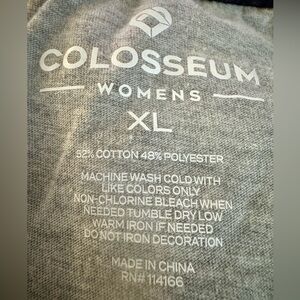 COLOSSEUM
WOMENS
XL
52% COTTON 48% POLYESTER
MACHINE WASH COLD WITH
LIKE COLORS ONLY
NON-CHLORINE BLEACH WHEN
NEEDED TUMBLE DRY LOW
WARM IRON IF NEEDED
DO NOT IRON DECORATION
MADE IN CHINA
RN# 114166